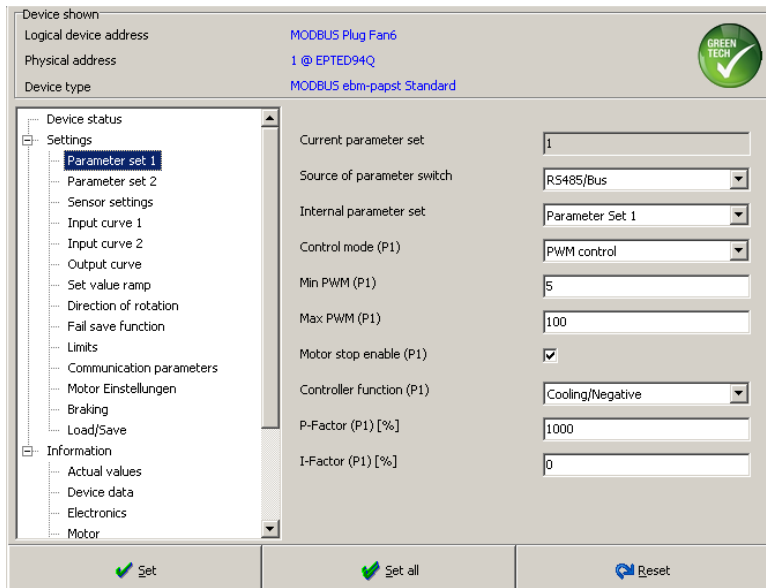 Device shown
Logical device address MODBUS Plug Fan6
Physical address 1 @ EPTED94Q
Device type MODBUS ebm-papst Standard
GREEN
TECH
Device status
Settings
Parameter set 1
Parameter set 2
Sensor settings
Input curve 1
Input curve 2
Output curve
Set value ramp
Direction of rotation
Fail save function
Limits
Communication parameters
Motor Einstellungen
Braking
Load/Save
Information
Actual values
Device data
Electronics
Motor
Current parameter set 1
Source of parameter switch RS485/Bus
Internal parameter set Parameter Set 1
Control mode (P1) PWM control
Min PWM (P1) 5
Max PWM (P1) 100
Motor stop enable (P1)
Controller function (P1) Cooling/Negative
P-Factor (P1) [%] 1000
I-Factor (P1) [%] 0
Set
Set all
Reset